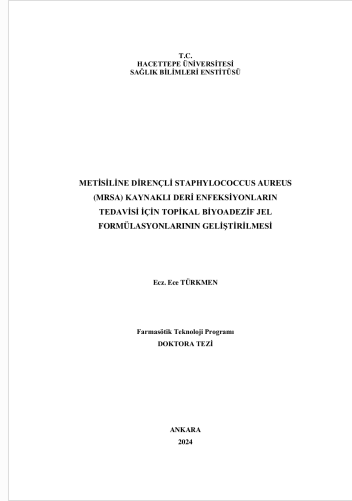 T.C.
HACETTEPE ÜNİVERSİTESİ
SAĞLIK BİLİMLERİ ENSTİTÜSÜ
METİSİLİNE DİRENÇLİ STAPHYLOCOCCUS AUREUS
(MRSA) KAYNAKLI DERİ ENFEKSİYONLARIN
TEDAVİSİ İÇİN TOPİKAL BİYOADEZİF JEL
FORMÜLASYONLARININ GELİŞTİRİLMESİ
Ecz. Ece TÜRKMEN
Farmasötik Teknoloji Programı
DOKTORA TEZİ
ANKARA
2024